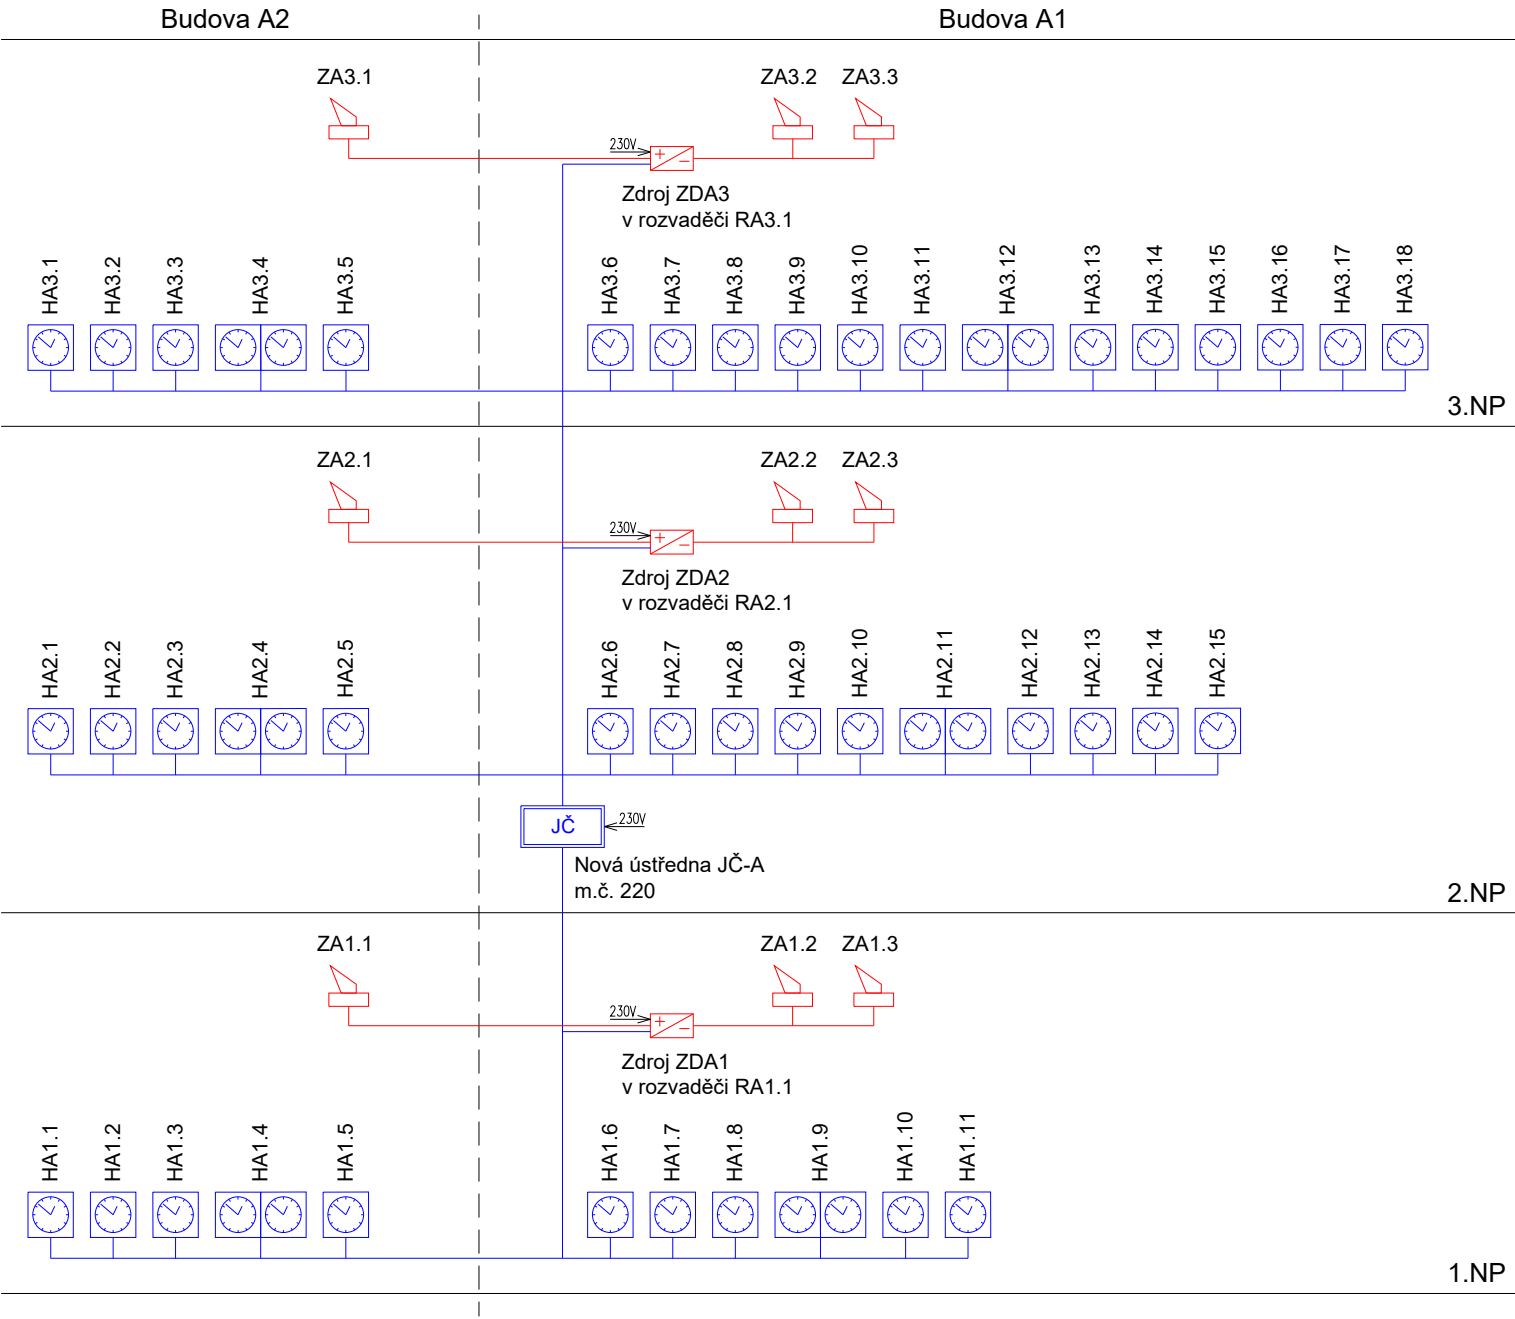 Budova A2
Budova A1
ZA3.1
ZA3.2
ZA3.3
230V
+
−
Zdroj ZDA3
v rozvaděči RA3.1
HA3.1
HA3.2
HA3.3
HA3.4
HA3.5
HA3.6
HA3.7
HA3.8
HA3.9
HA3.10
HA3.11
HA3.12
HA3.13
HA3.14
HA3.15
HA3.16
HA3.17
HA3.18
3.NP
ZA2.1
ZA2.2
ZA2.3
230V
+
−
Zdroj ZDA2
v rozvaděči RA2.1
HA2.1
HA2.2
HA2.3
HA2.4
HA2.5
HA2.6
HA2.7
HA2.8
HA2.9
HA2.10
HA2.11
HA2.12
HA2.13
HA2.14
HA2.15
JČ
230V
Nová ústředna JČ-A
m.č. 220
2.NP
ZA1.1
ZA1.2
ZA1.3
230V
+
−
Zdroj ZDA1
v rozvaděči RA1.1
HA1.1
HA1.2
HA1.3
HA1.4
HA1.5
HA1.6
HA1.7
HA1.8
HA1.9
HA1.10
HA1.11
1.NP